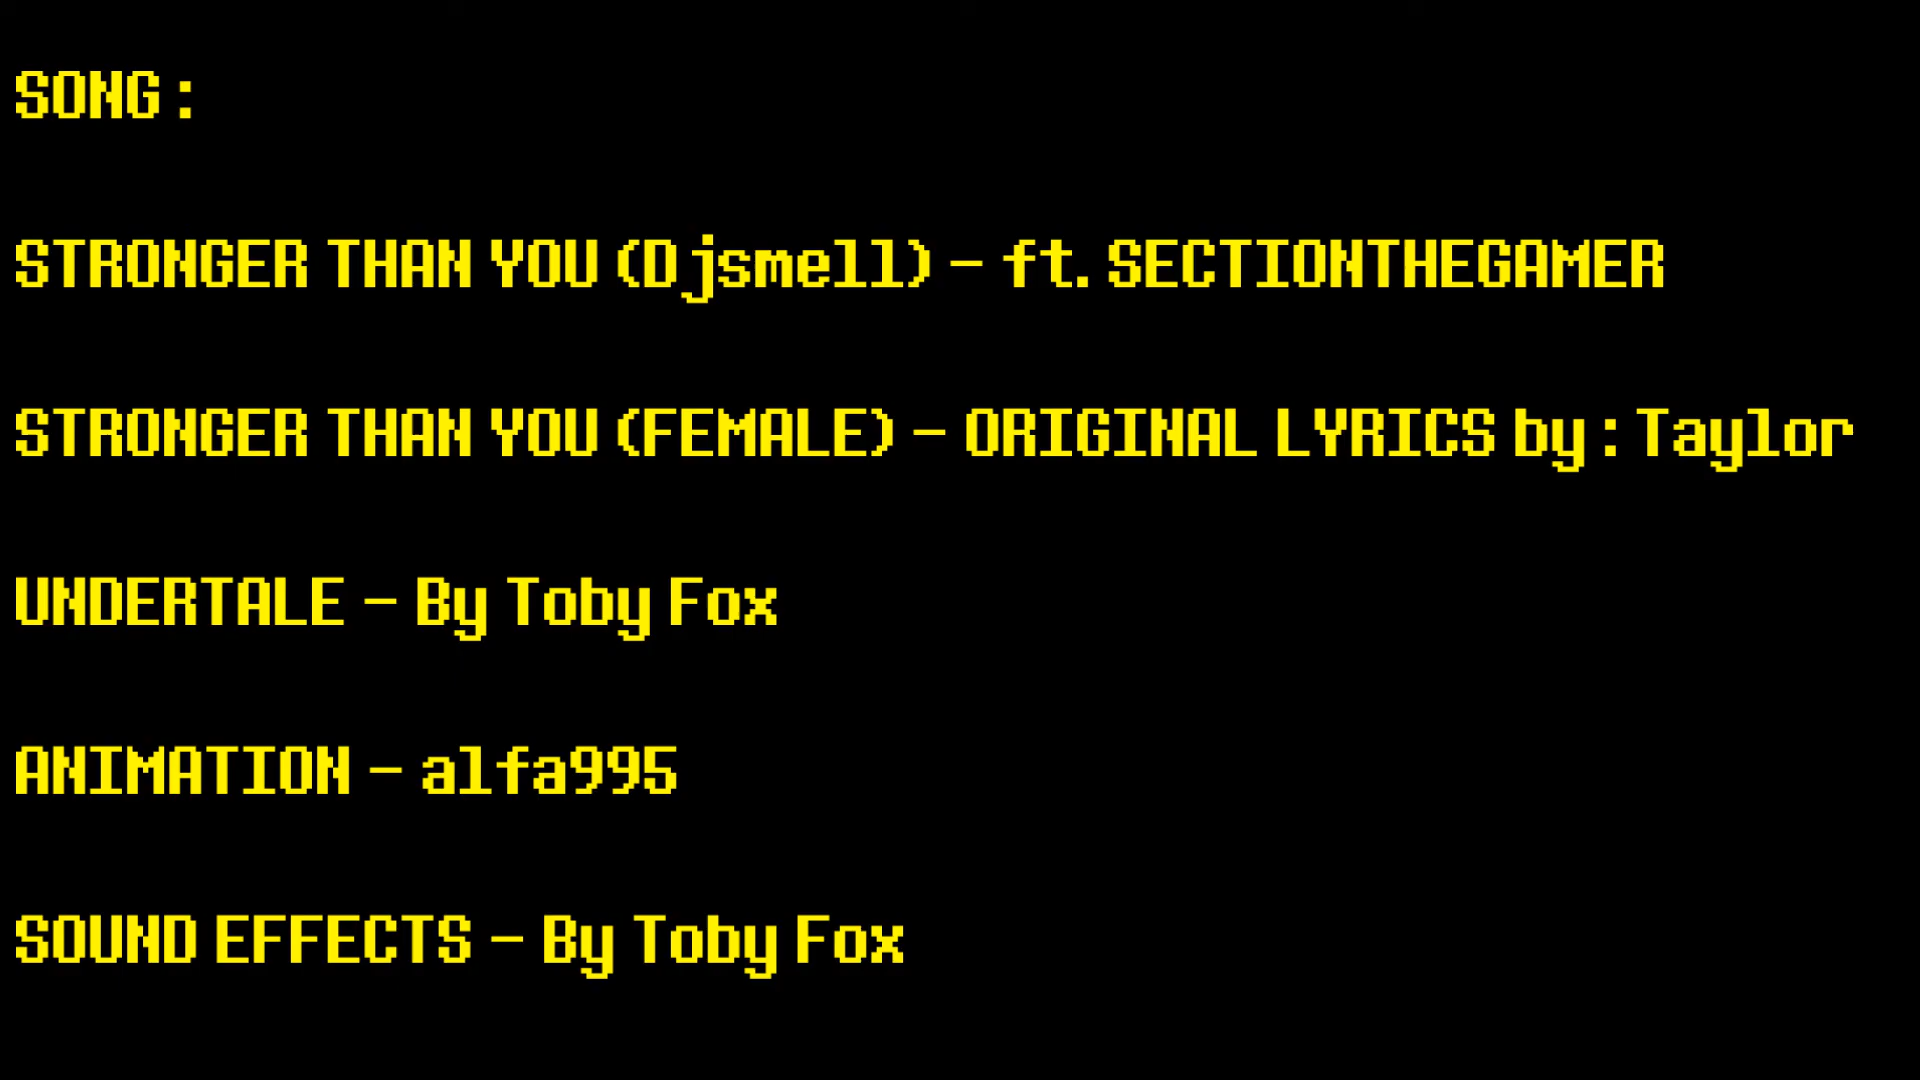 SONG :
STRONGER THAN YOU (Djsmell) - ft. SECTIONTHEGAMER
STRONGER THAN YOU (FEMALE) - ORIGINAL LYRICS by : Taylor
UNDERTALE - By Toby Fox
ANIMATION - alfa995
SOUND EFFECTS - By Toby Fox